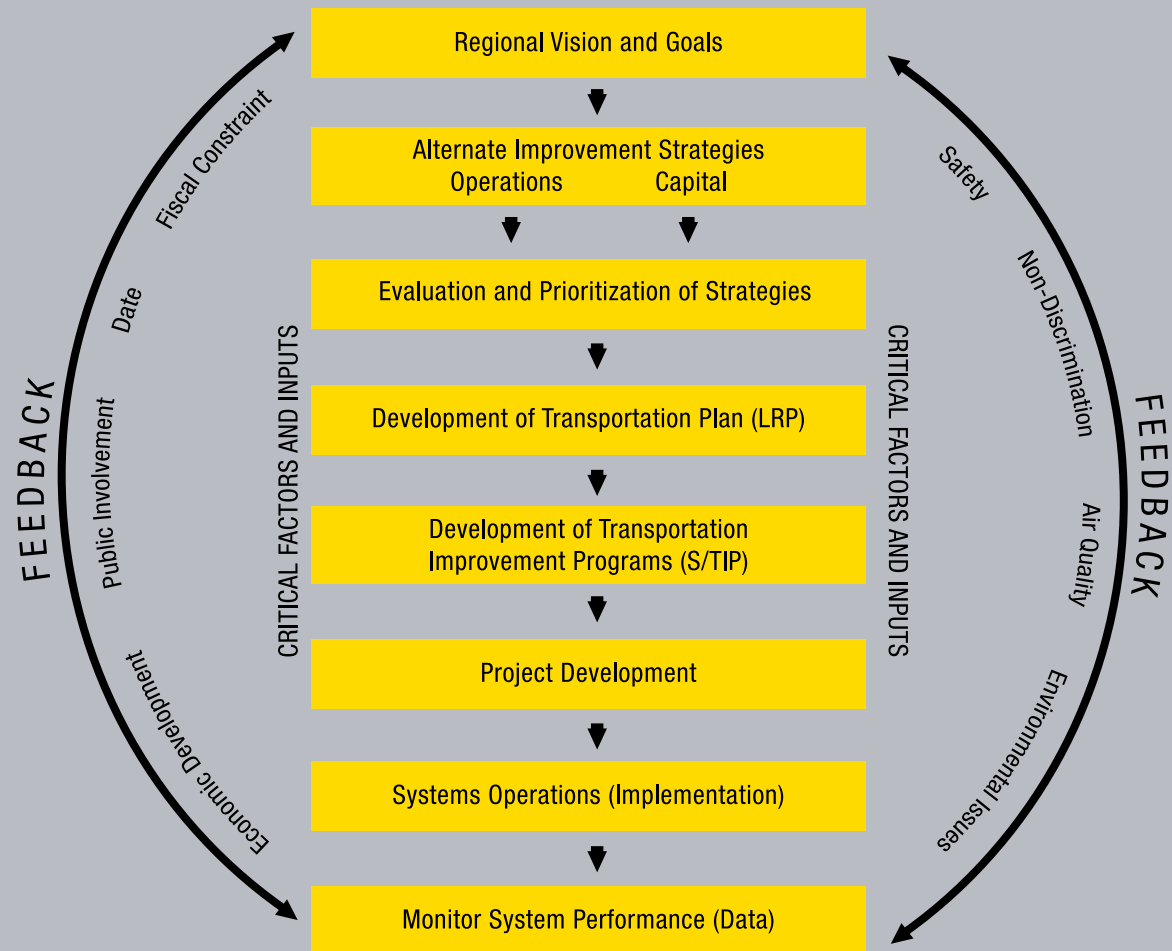 Regional Vision and Goals
Alternate Improvement Strategies
Operations Capital
Evaluation and Prioritization of Strategies
Development of Transportation Plan (LRP)
Development of Transportation
Improvement Programs (S/TIP)
Project Development
Systems Operations (Implementation)
Monitor System Performance (Data)
FEEDBACK
Fiscal Constraint
Date
Public Involvement
Economic Development
CRITICAL FACTORS AND INPUTS
CRITICAL FACTORS AND INPUTS
Safety
Non-Discrimination
Air Quality
Environmental Issues
FEEDBACK